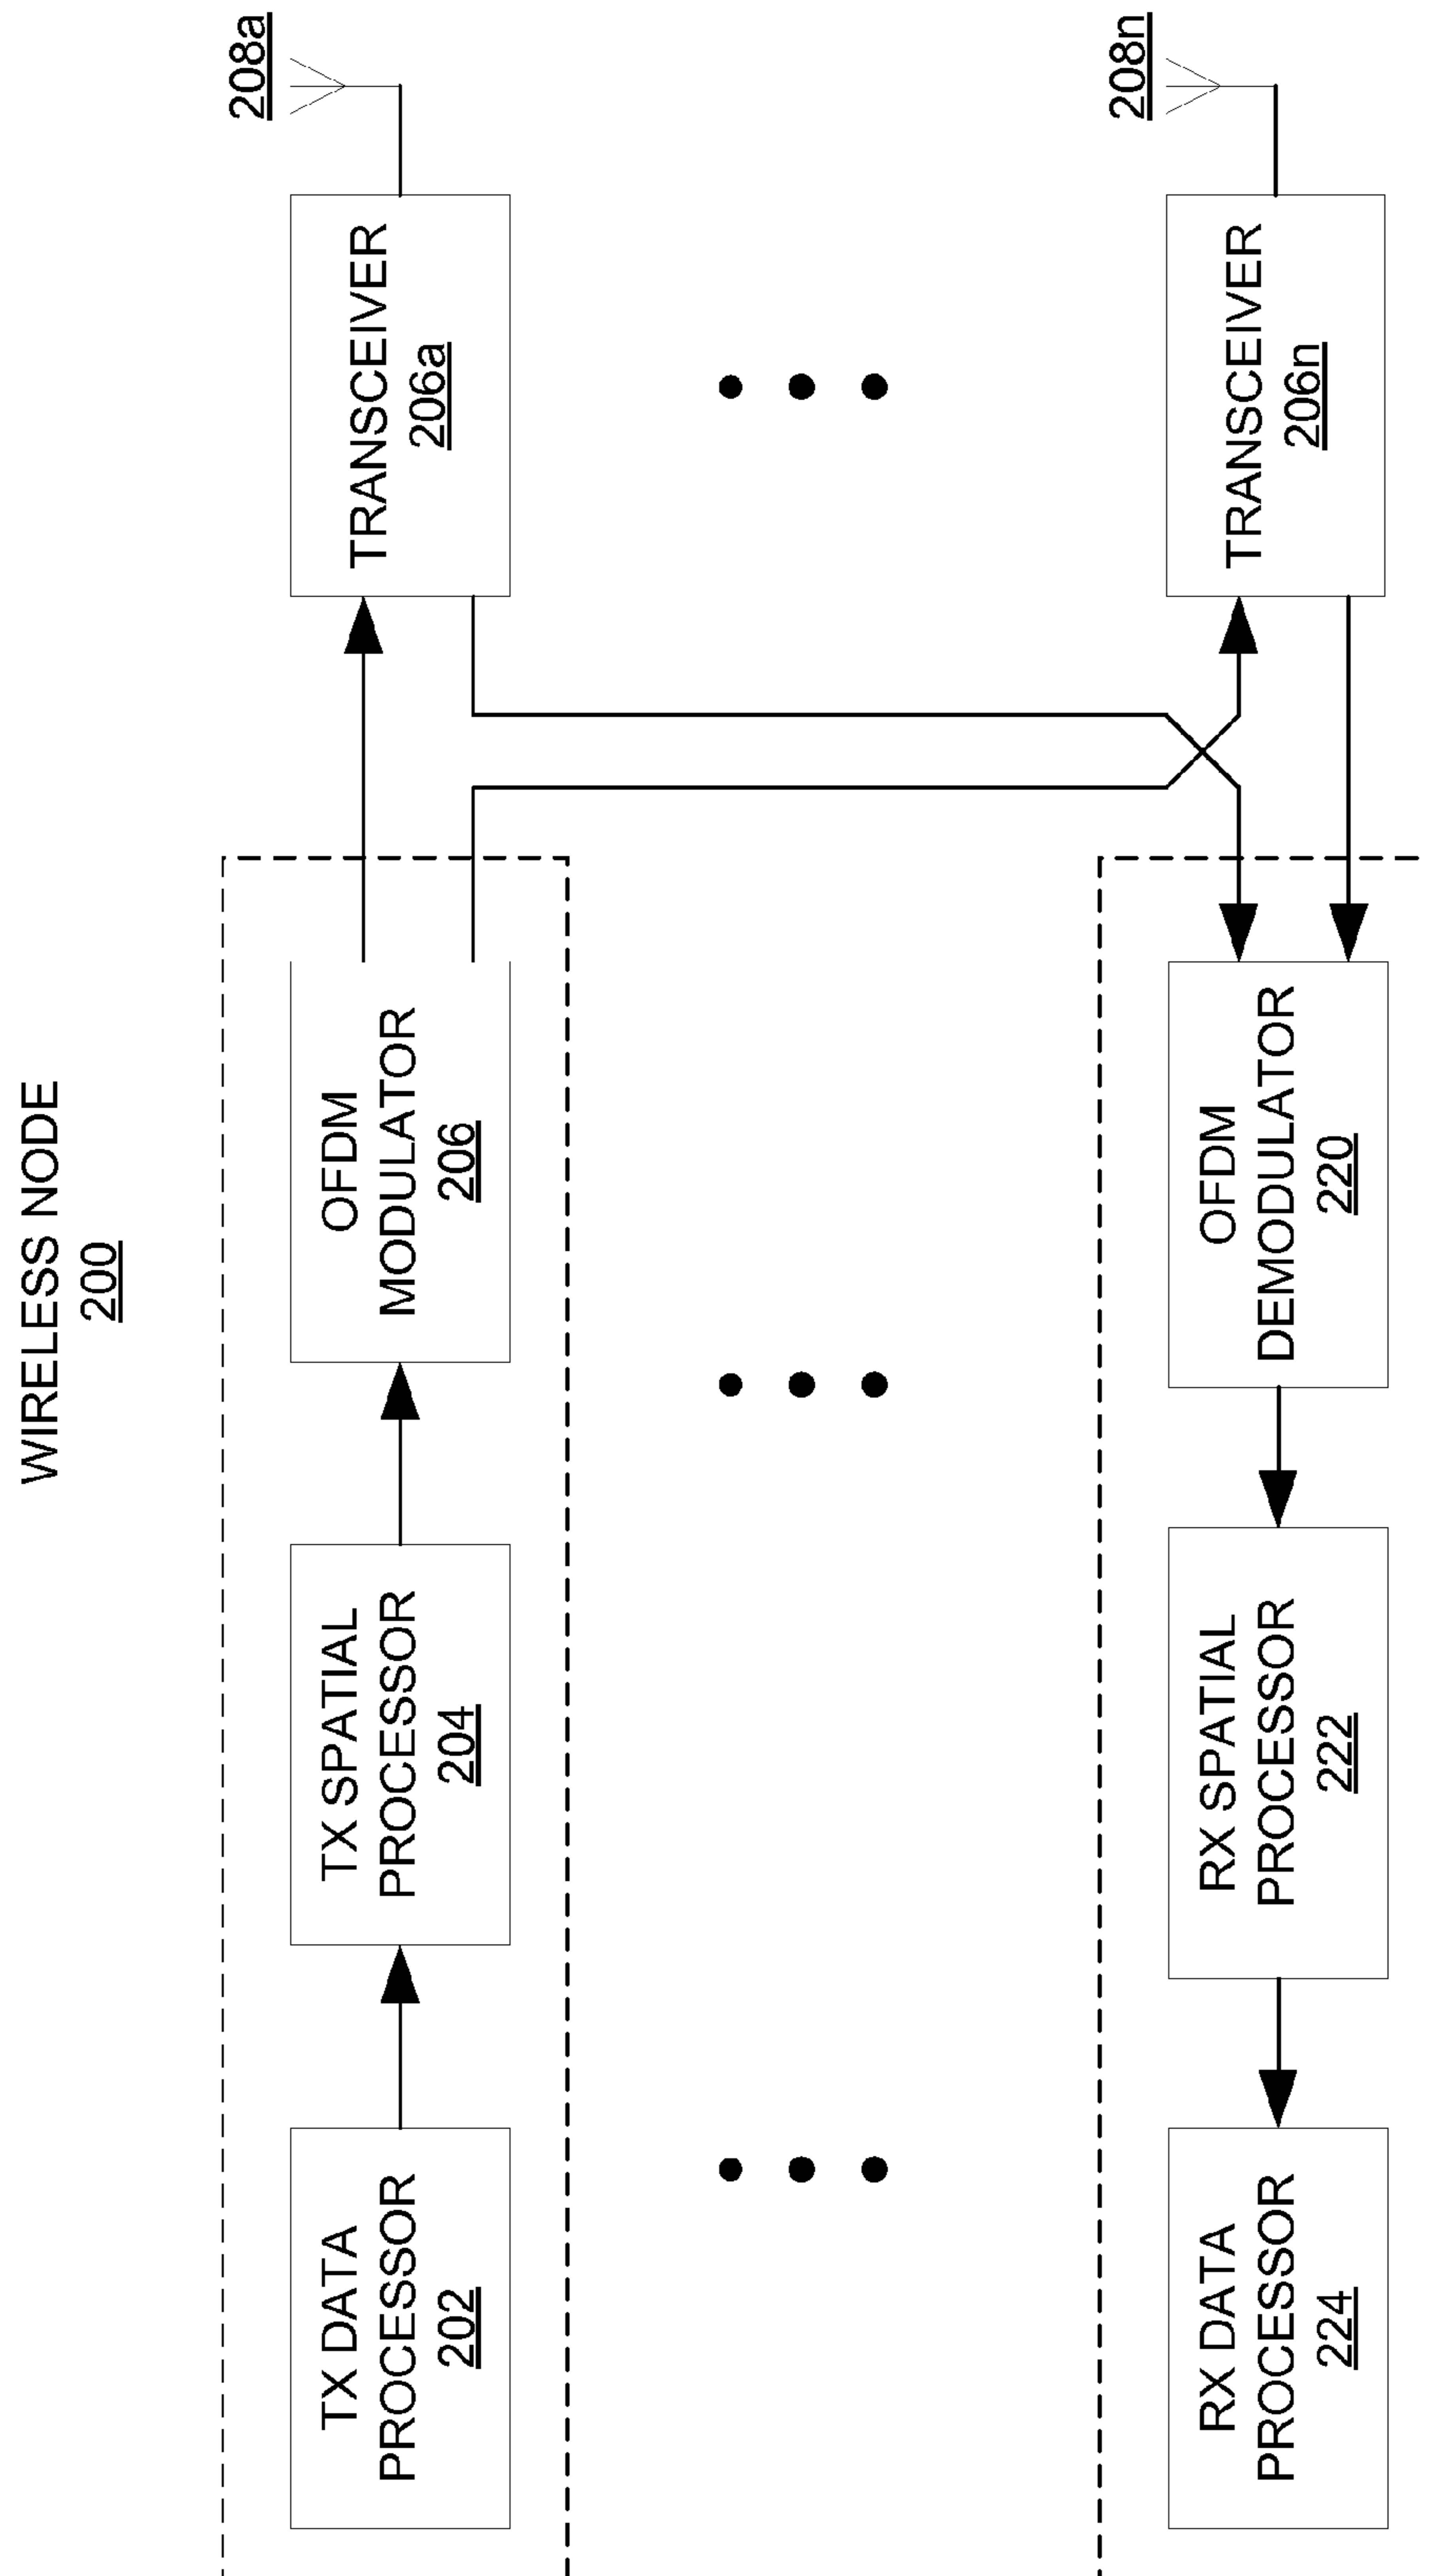 WIRELESS NODE
200
TX DATA
PROCESSOR
202
TX SPATIAL
PROCESSOR
204
OFDM
MODULATOR
206
TRANSCEIVER
206a
208a
RX DATA
PROCESSOR
224
RX SPATIAL
PROCESSOR
222
OFDM
DEMODULATOR
220
TRANSCEIVER
206n
208n